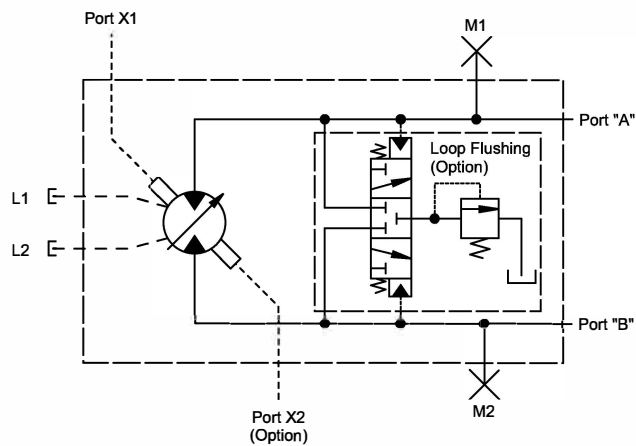 Port X1
M1
Port "A"
Loop Flushing
(Option)
L1
L2
Port "B"
Port X2
(Option)
M2